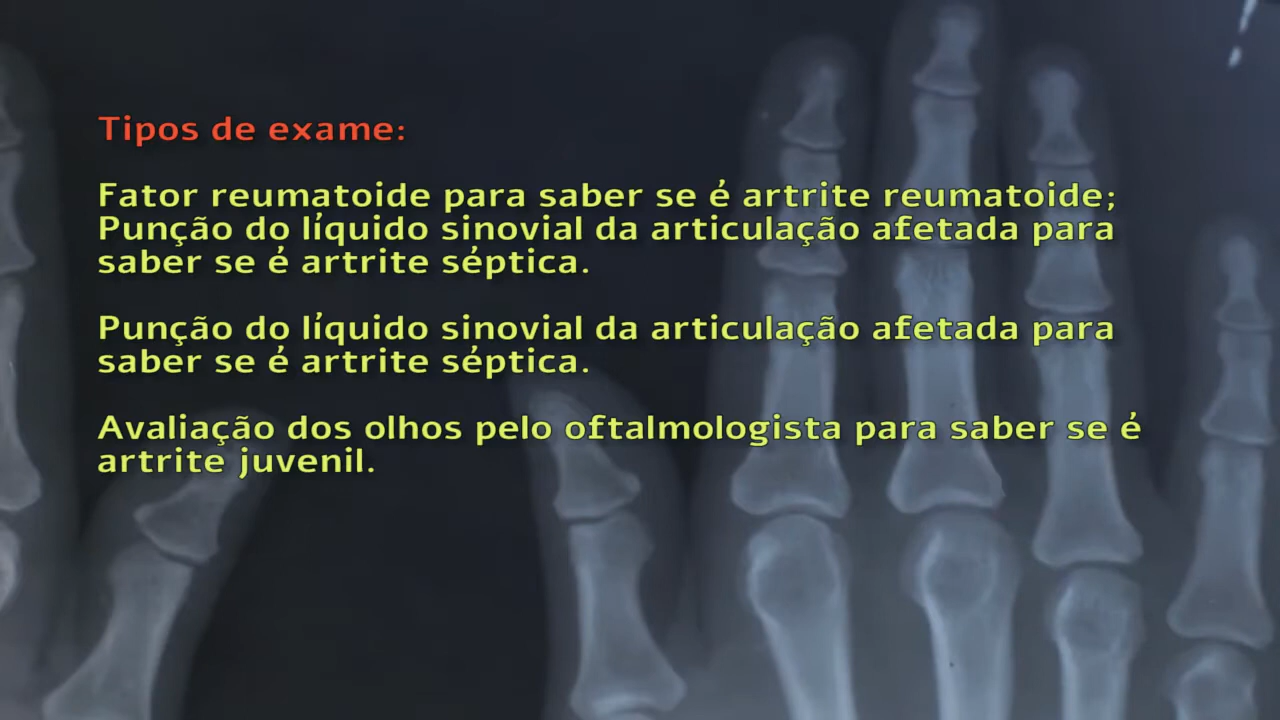 Tipos de exame:
Fator reumatoide para saber se é artrite reumatoide;
Punção do líquido sinovial da articulação afetada para
saber se é artrite séptica.
Punção do líquido sinovial da articulação afetada para
saber se é artrite séptica.
Avaliação dos olhos pelo oftalmologista para saber se é
artrite juvenil.